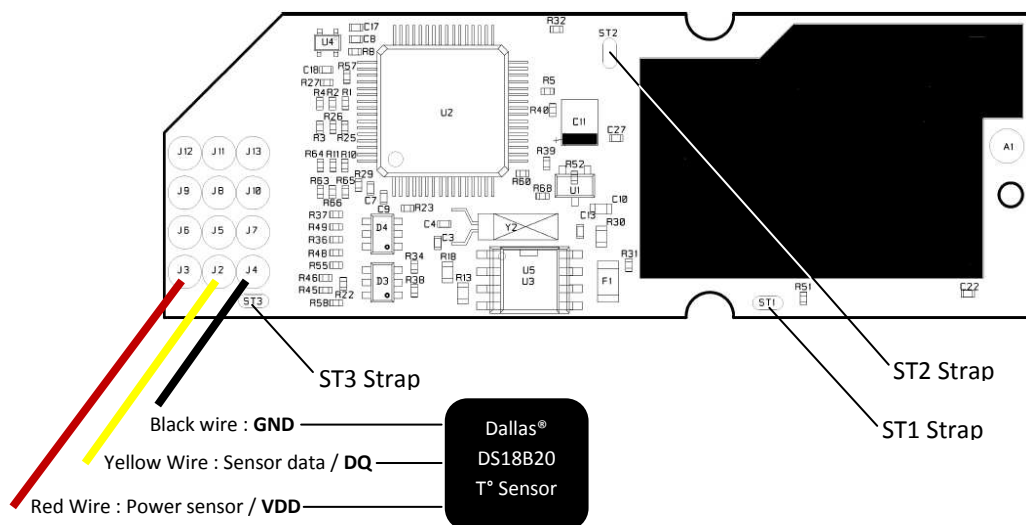 C17
R32
U4
C8
ST2
R6
R57
C18
R27
R5
R4 R2 R1
U2
R40
C11
R26
C27
R3 R25
J12 J11 J13
R39
A1
R64 R11 R10
R52
R29
R60
J9 J8 J10
R63 R65
C7
R68
U1
R66
C9
R23
C10
R37
C13
R49
D4
C4
R30
J6 J5 J7
R36
Y2
C3
R48
R55
R34
R18
R31
J3 J2 J4
U5
R46
D3
U3
F1
R45
R22
R38
R13
R51
C22
ST3
R58
ST1
ST3 Strap
ST2 Strap
Black wire : GND
Dallas®
ST1 Strap
Yellow Wire : Sensor data / DQ
DS18B20
T° Sensor
Red Wire : Power sensor / VDD